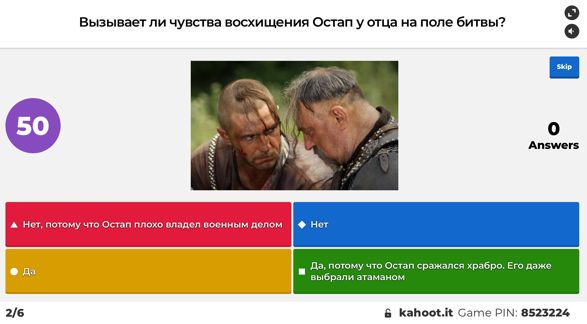 Вызывает ли чувства восхищения Остап у отца на поле битвы?
Skip
50
0
Answers
Нет, потому что Остап плохо владел военным делом
Нет
Да
Да, потому что Остап сражался храбро. Его даже
выбрали атаманом
2/6
kahoot.it Game PIN: 8523224